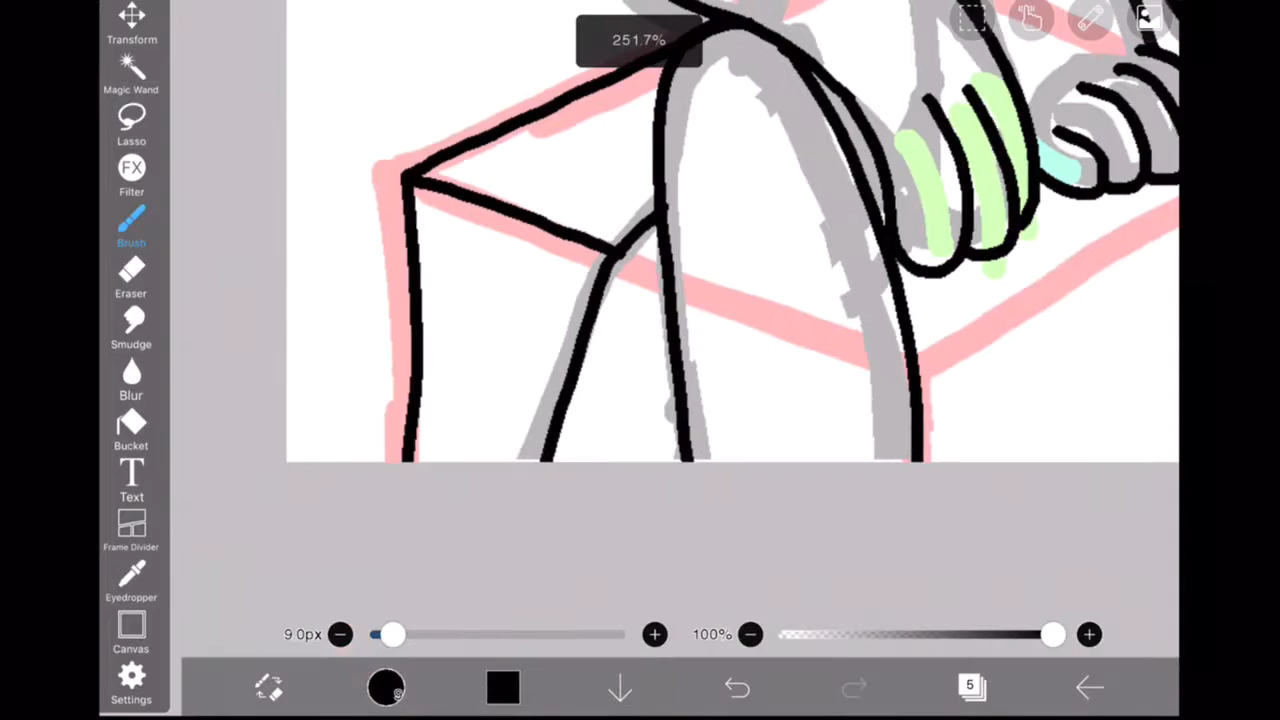 Transform
251.7%
Magic Wand
Lasso
FX
Filter
Brush
Eraser
Smudge
Blur
Bucket
T
Text
Frame Divider
Eyedropper
Canvas
Settings
9.0px
100%
5